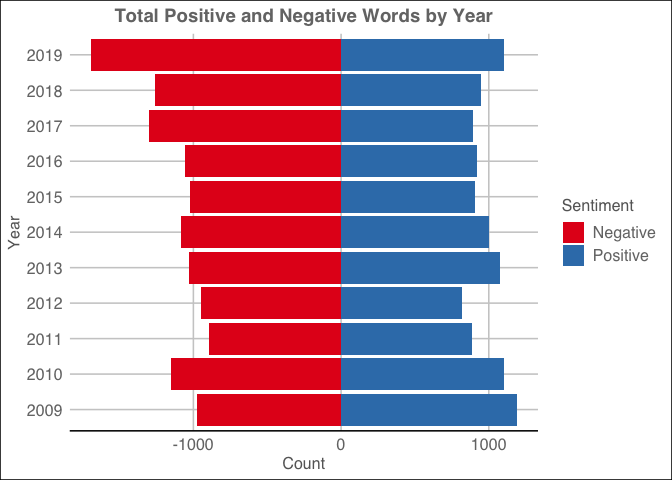 Total Positive and Negative Words by Year
2019
2018
2017
2016
2015
2014
2013
2012
2011
2010
2009
Year
-1000 0 1000
Count
Sentiment
Negative
Positive